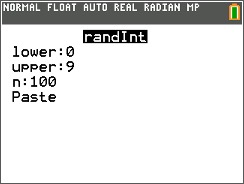 NORMAL FLOAT AUTO REAL RADIAN MP
randInt
lower:0
upper:9
n:100
Paste